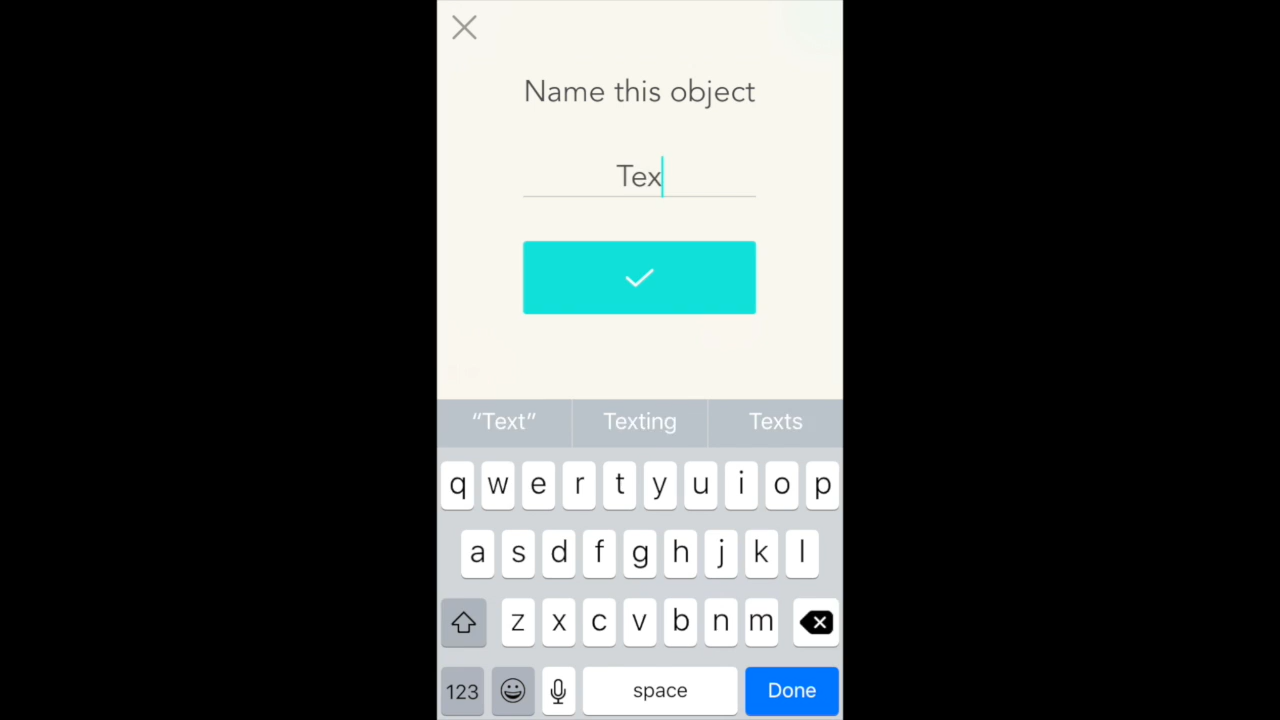 Name this object
Tex
“Text” Texting Texts
q w e r t y u i o p
a s d f g h j k l
z x c v b n m
123 space Done